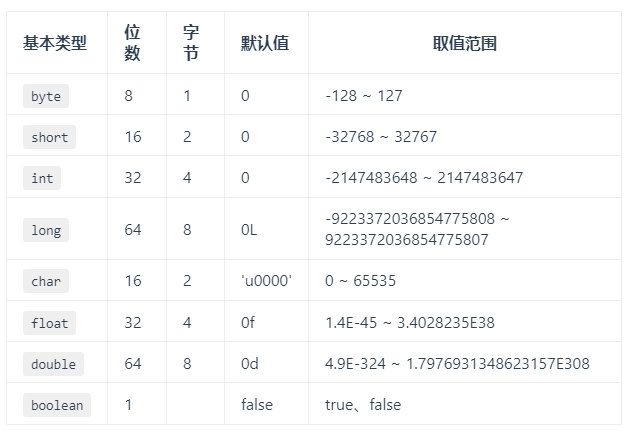 基本类型 位数 字节 默认值 取值范围
byte 8 1 0 -128 ~ 127
short 16 2 0 -32768 ~ 32767
int 32 4 0 -2147483648 ~ 2147483647
long 64 8 0L -9223372036854775808 ~
9223372036854775807
char 16 2 'u0000' 0 ~ 65535
float 32 4 0f 1.4E-45 ~ 3.4028235E38
double 64 8 0d 4.9E-324 ~ 1.7976931348623157E308
boolean 1 false true、false